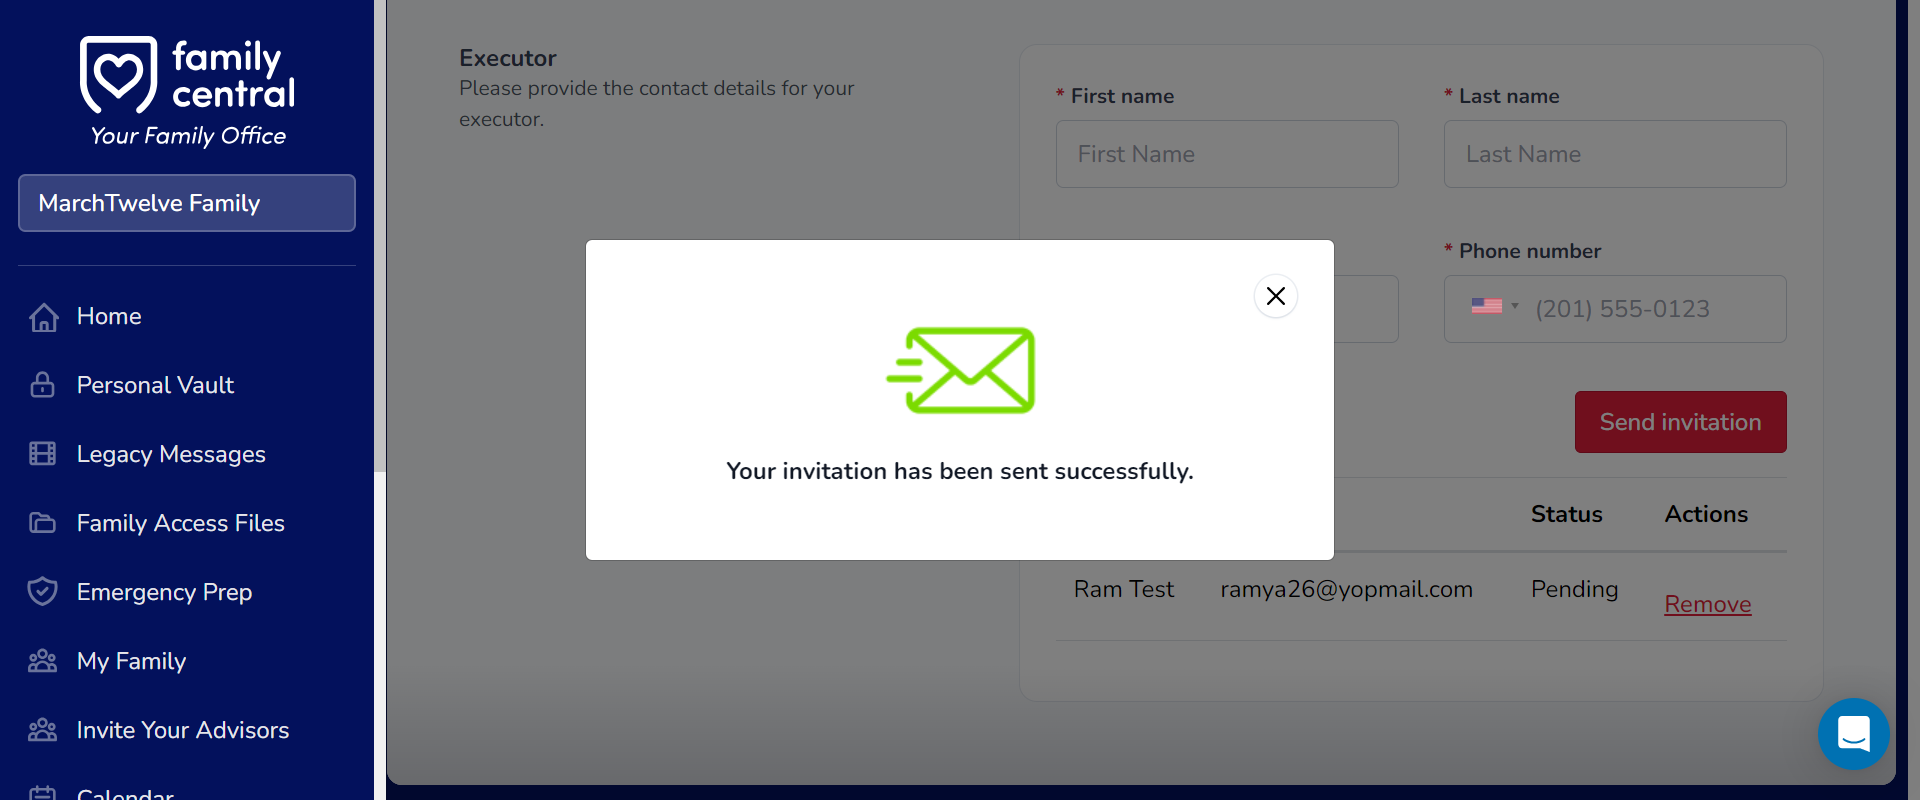 family
central
Your Family Office
MarchTwelve Family
Home
Personal Vault
Legacy Messages
Family Access Files
Emergency Prep
My Family
Invite Your Advisors
Calendar
Executor
Please provide the contact details for your
executor.
* First name
* Last name
First Name
Last Name
* Phone number
(201) 555-0123
Send invitation
Your invitation has been sent successfully.
Status Actions
Ram Test ramya26@yopmail.com Pending Remove